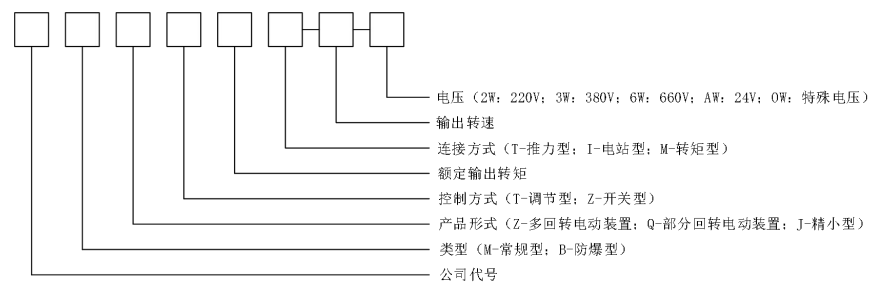 电压（2W：220V；3W：380V；6W：660V；AW：24V；OW：特殊电压）
输出转速
连接方式（T-推力型；I-电站型；M-转矩型）
额定输出转矩
控制方式（T-调节型；Z-开关型）
产品形式（Z-多回转电动装置；Q-部分回转电动装置；J-精小型）
类型（M-常规型；B-防爆型）
公司代号